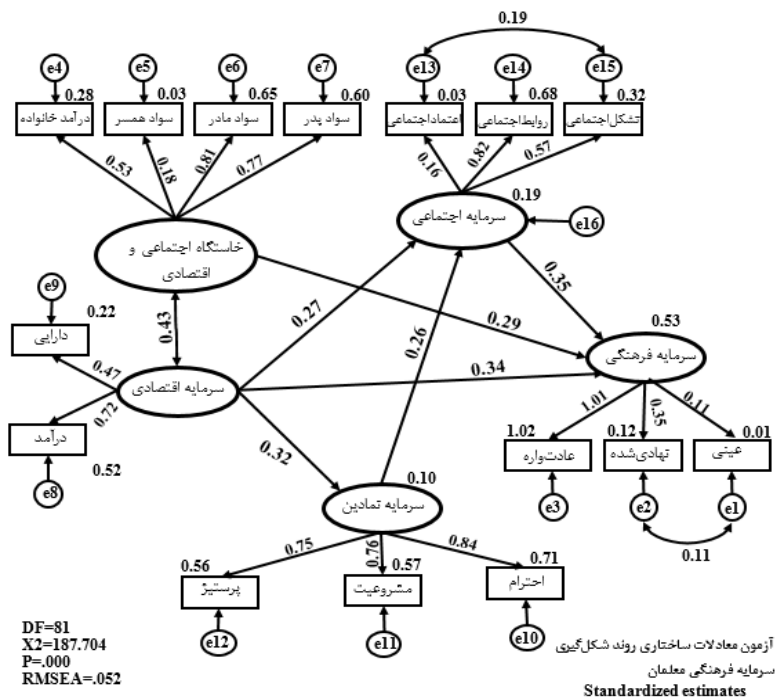 0.19
e4 e5 e6 e7 e13 e14 e15
0.28 0.03 0.65 0.60 0.03 0.68 0.32
درآمد خانواده
سواد همسر
سواد مادر
سواد پدر
اعتماد اجتماعی
روابط اجتماعی
تشکل اجتماعی
0.53 0.18 0.81 0.77 0.16 0.82 0.57
0.19
سرمایه اجتماعی
e16
خاستگاه اجتماعی و
اقتصادی
e9
0.22
دارایی
0.43
0.27
0.26
0.29
0.35
0.53
سرمایه فرهنگی
0.47
سرمایه اقتصادی
0.34
0.72
درآمد
0.52
e8
0.32
1.01 0.35 0.11
1.02 0.12 0.01
عادت‌واره
تهادی‌شده
عینی
e3 e2 e1
0.11
0.10
سرمایه تمادین
0.75 0.76 0.84
0.56 0.57 0.71
پرستیژ
مشروعیت
احترام
e12 e11 e10
DF=81
X2=187.704
P=.000
RMSEA=.052
آزمون معادلات ساختاری روند شکل‌گیری
سرمایه فرهنگی معلمان
Standardized estimates